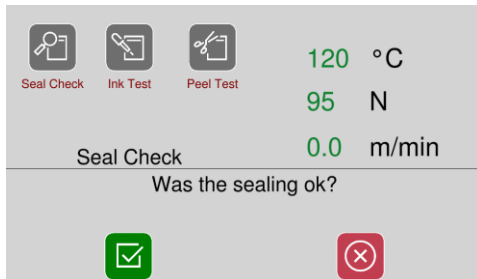 Seal Check Ink Test Peel Test
120 °C
95 N
0.0 m/min
Seal Check
Was the sealing ok?